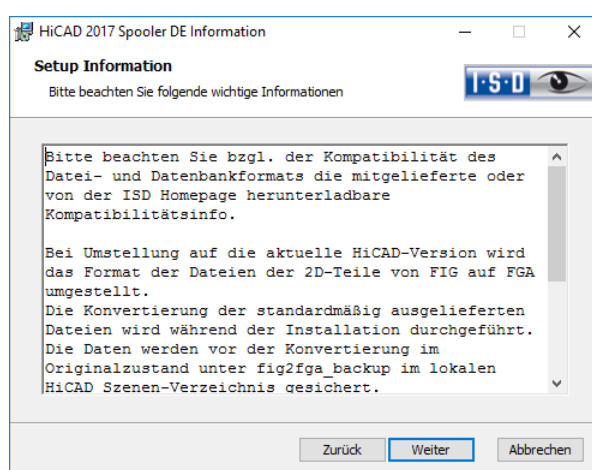 HiCAD 2017 Spooler DE Information
Setup Information
Bitte beachten Sie folgende wichtige Informationen
I·S·D
Bitte beachten Sie bzgl. der Kompatibilität des
Datei- und Datenbankformats die mitgelieferte oder
von der ISD Homepage herunterladbare
Kompatibilitätsinfo.
Bei Umstellung auf die aktuelle HiCAD-Version wird
das Format der Dateien der 2D-Teile von FIG auf FGA
umgestellt.
Die Konvertierung der standardmäßig ausgelieferten
Dateien wird während der Installation durchgeführt.
Die Daten werden vor der Konvertierung im
Originalzustand unter fig2fga_backup im lokalen
HiCAD Szenen-Verzeichnis gesichert.
Zurück Weiter Abbrechen